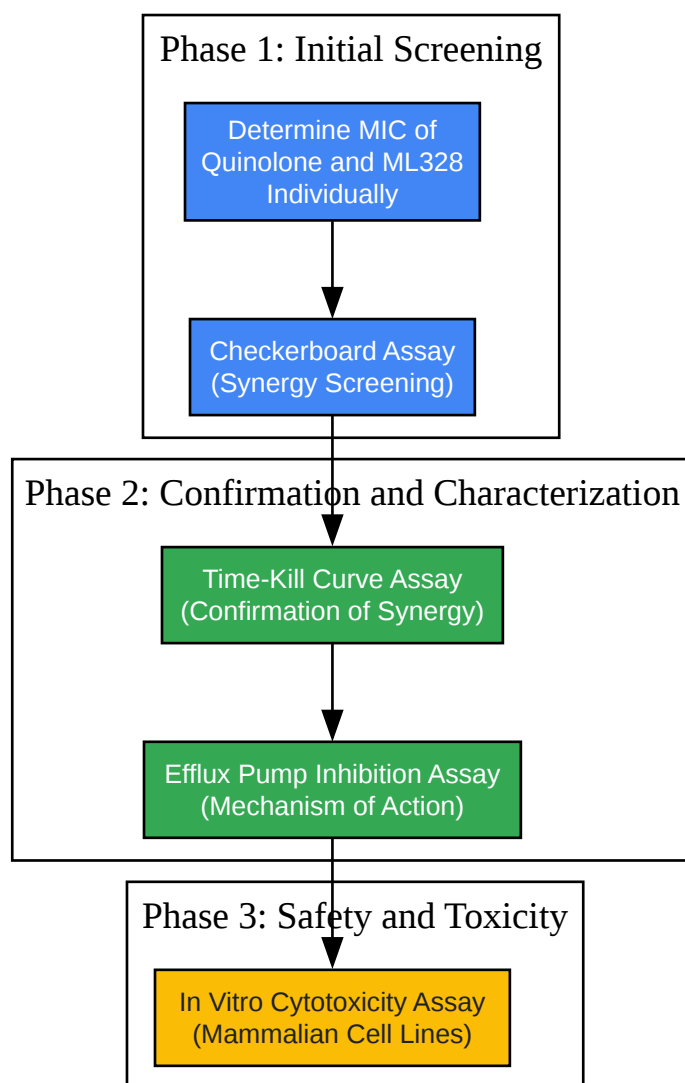 Phase 1: Initial Screening
Determine MIC of
Quinolone and ML328
Individually
Checkerboard Assay
(Synergy Screening)
Phase 2: Confirmation and Characterization
Time-Kill Curve Assay
(Confirmation of Synergy)
Efflux Pump Inhibition Assay
(Mechanism of Action)
Phase 3: Safety and Toxicity
In Vitro Cytotoxicity Assay
(Mammalian Cell Lines)